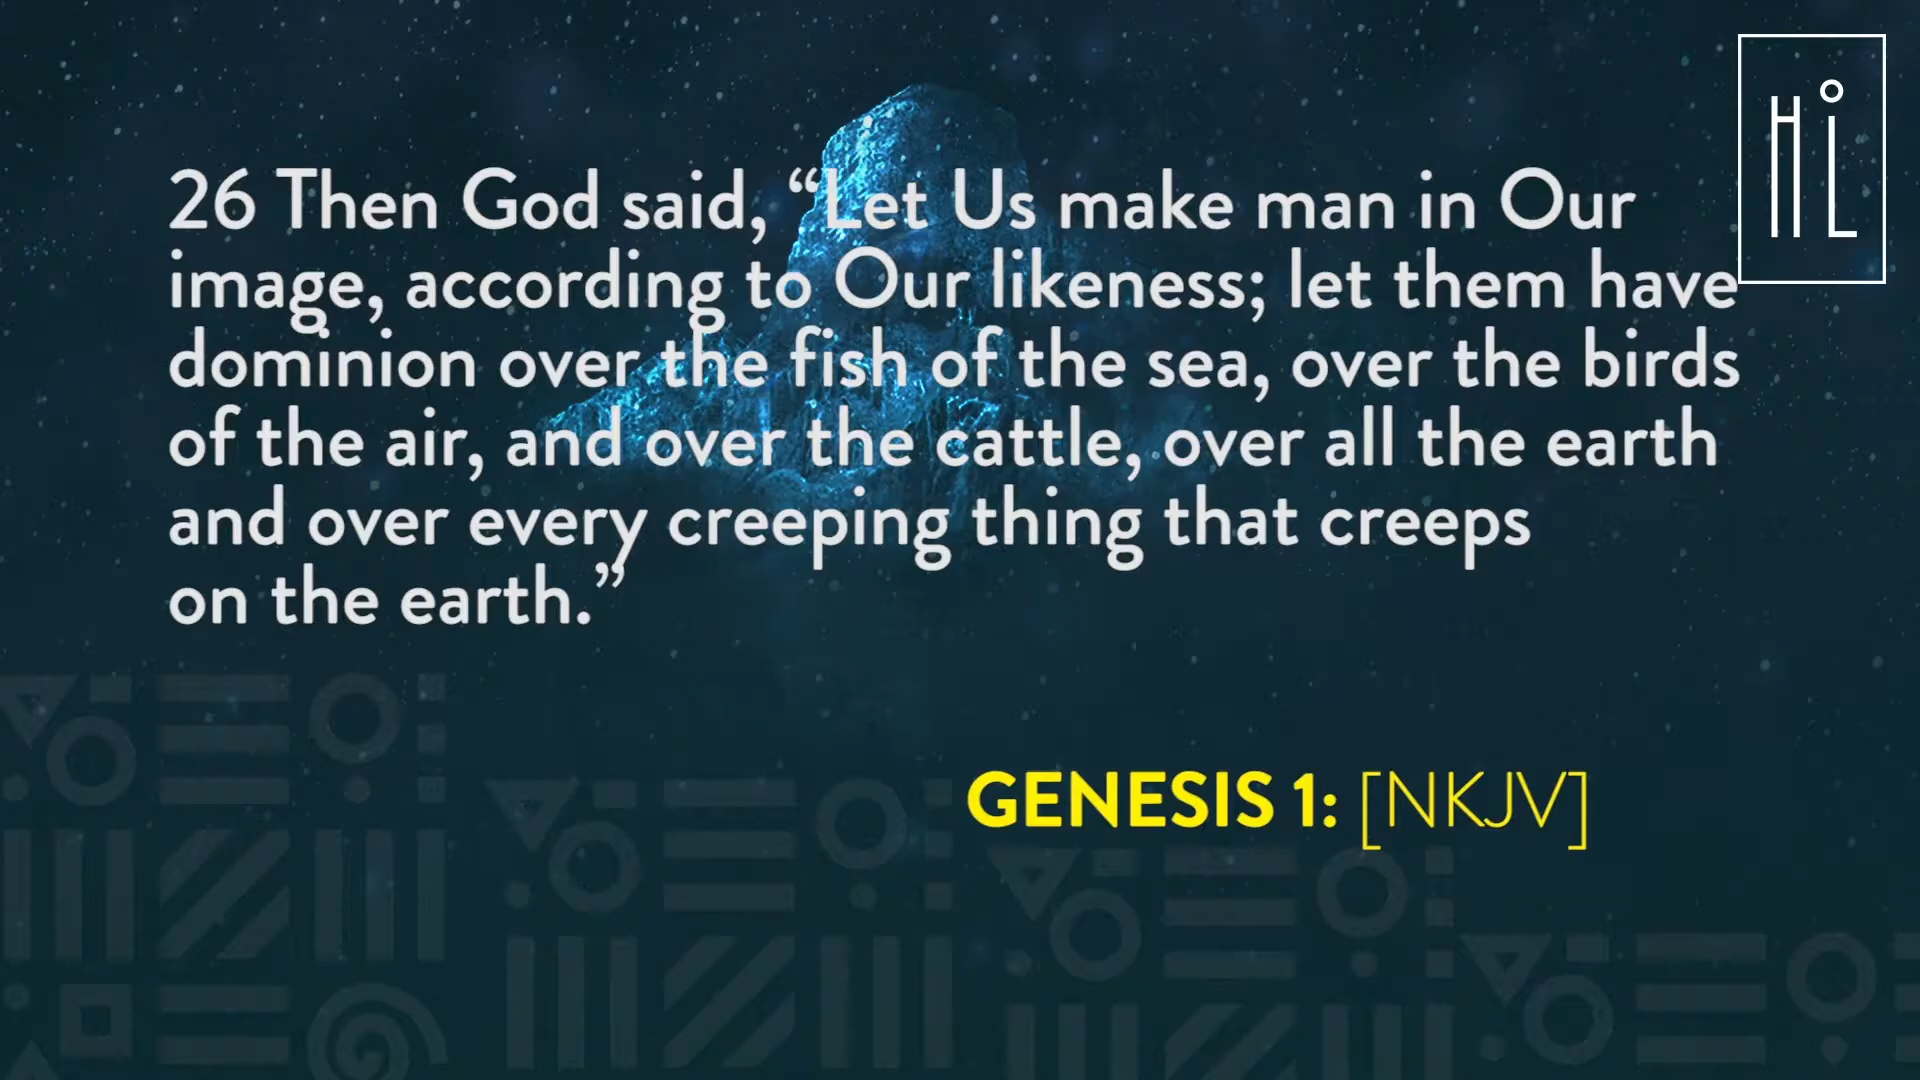 HiL
26 Then God said, “Let Us make man in Our
image, according to Our likeness; let them have
dominion over the fish of the sea, over the birds
of the air, and over the cattle, over all the earth
and over every creeping thing that creeps
on the earth.”
GENESIS 1: [NKJV]